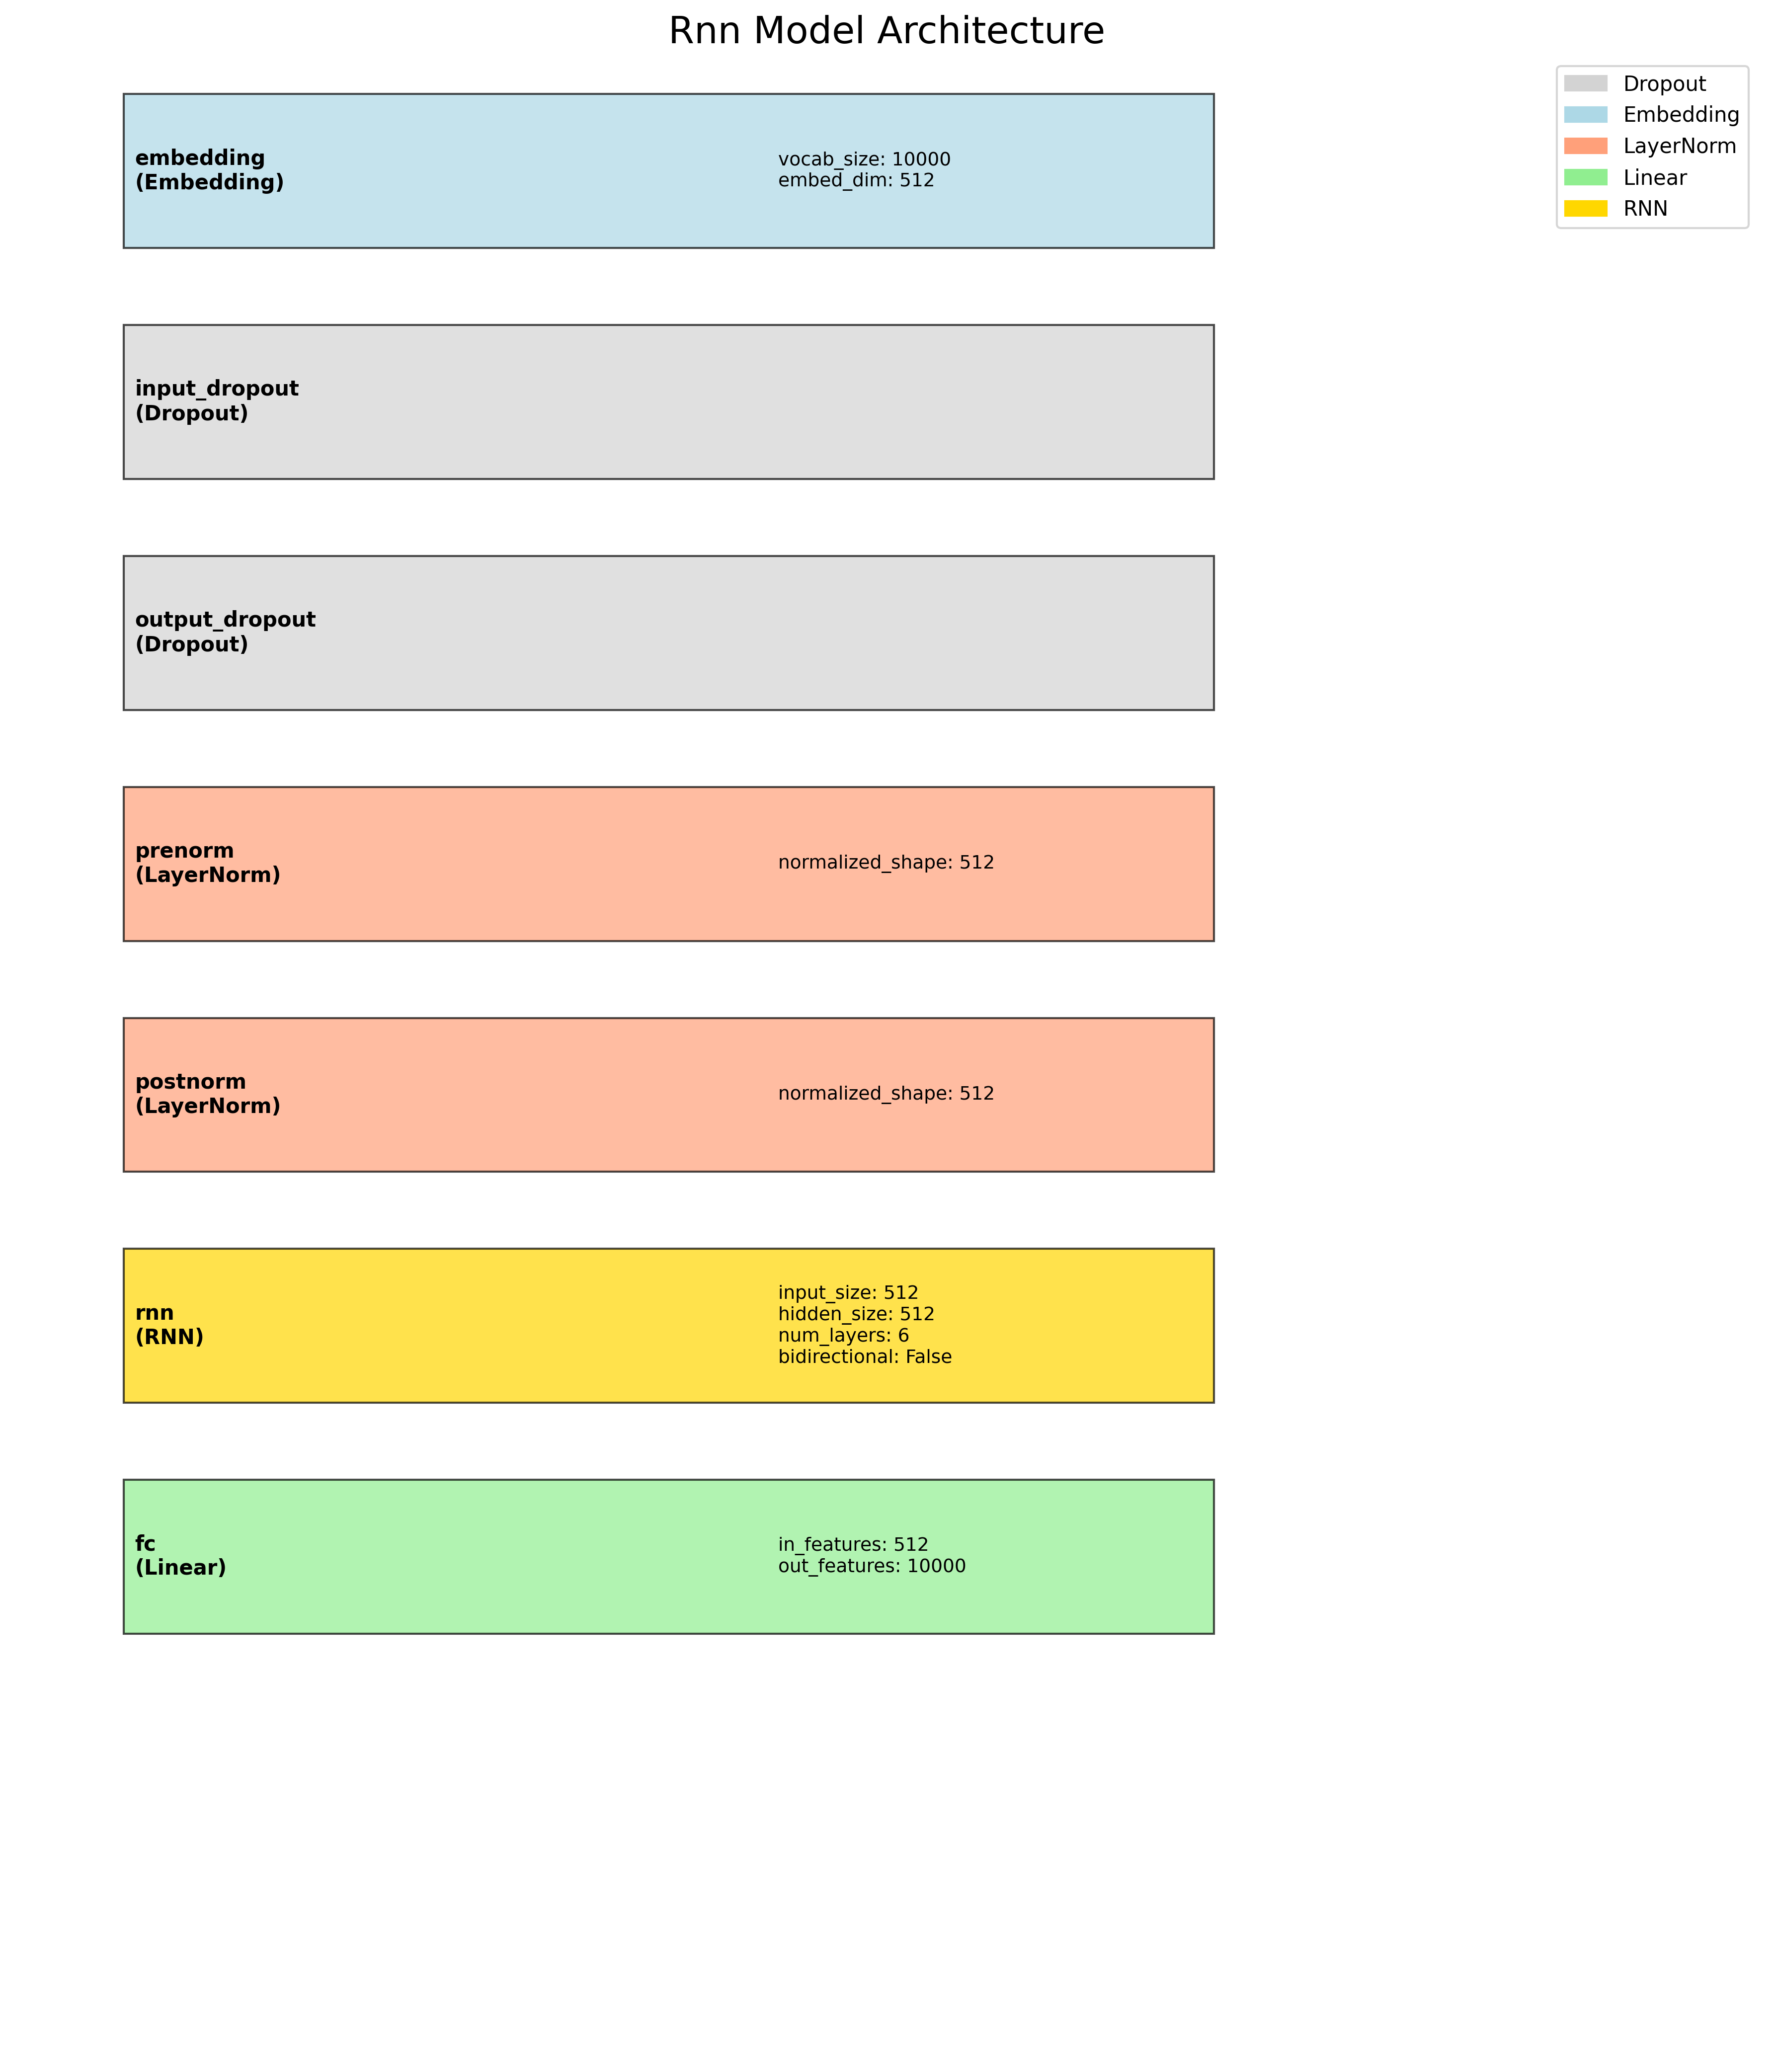 Rnn Model Architecture
Dropout
Embedding
LayerNorm
Linear
RNN
embedding
(Embedding)
vocab_size: 10000
embed_dim: 512
input_dropout
(Dropout)
output_dropout
(Dropout)
prenorm
(LayerNorm)
normalized_shape: 512
postnorm
(LayerNorm)
normalized_shape: 512
rnn
(RNN)
input_size: 512
hidden_size: 512
num_layers: 6
bidirectional: False
fc
(Linear)
in_features: 512
out_features: 10000